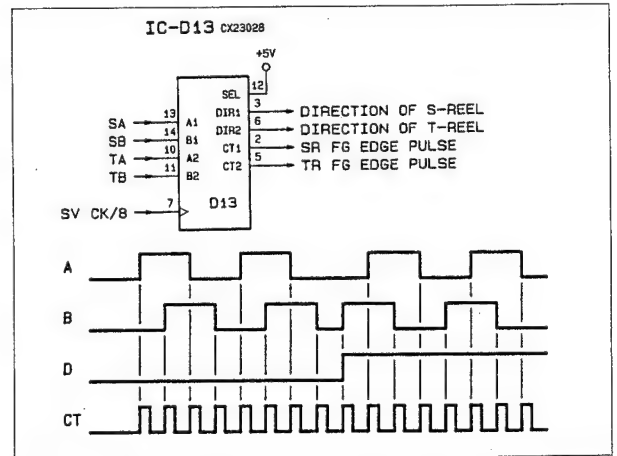 IC-D13 CX23028
+5V
12
SEL
SA 13 A1 DIR1 3 DIRECTION OF S-REEL
SB 14 B1 DIR2 6 DIRECTION OF T-REEL
TA 10 A2 CT1 2 SR FG EDGE PULSE
TB 11 B2 CT2 5 TR FG EDGE PULSE
SV CK/8 7 D13
A
B
D
CT